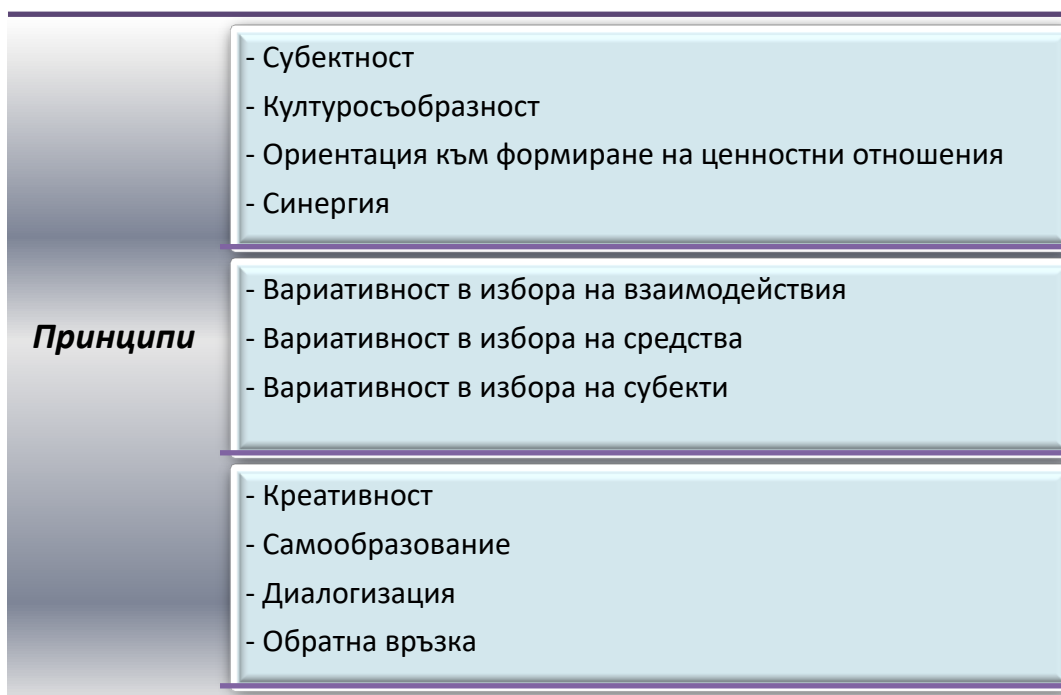 Принципи
- Субектност
- Културосъобразност
- Ориентация към формиране на ценностни отношения
- Синергия
- Вариативност в избора на взаимодействия
- Вариативност в избора на средства
- Вариативност в избора на субекти
- Креативност
- Самообразование
- Диалогизация
- Обратна връзка